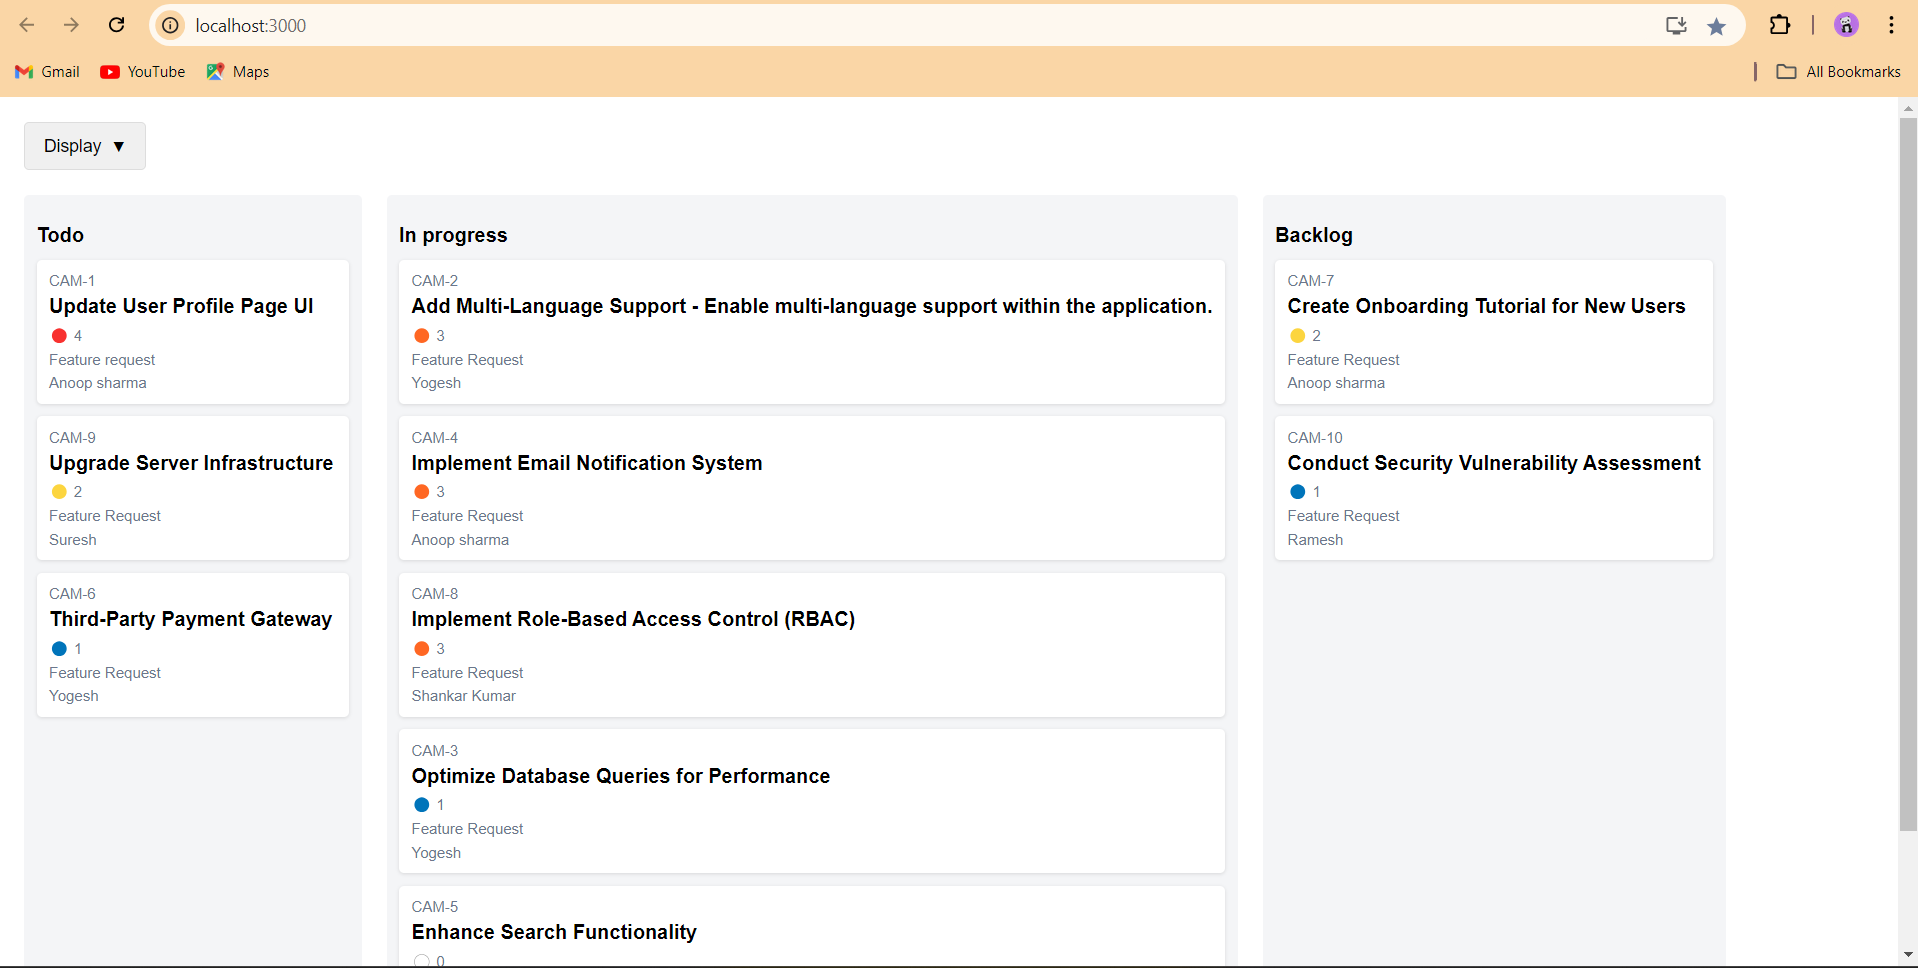 localhost:3000
Gmail YouTube Maps All Bookmarks
Display ▼
Todo
CAM-1
Update User Profile Page UI
4
Feature request
Anoop sharma
CAM-9
Upgrade Server Infrastructure
2
Feature Request
Suresh
CAM-6
Third-Party Payment Gateway
1
Feature Request
Yogesh
In progress
CAM-2
Add Multi-Language Support - Enable multi-language support within the application.
3
Feature Request
Yogesh
CAM-4
Implement Email Notification System
3
Feature Request
Anoop sharma
CAM-8
Implement Role-Based Access Control (RBAC)
3
Feature Request
Shankar Kumar
CAM-3
Optimize Database Queries for Performance
1
Feature Request
Yogesh
CAM-5
Enhance Search Functionality
0
Backlog
CAM-7
Create Onboarding Tutorial for New Users
2
Feature Request
Anoop sharma
CAM-10
Conduct Security Vulnerability Assessment
1
Feature Request
Ramesh